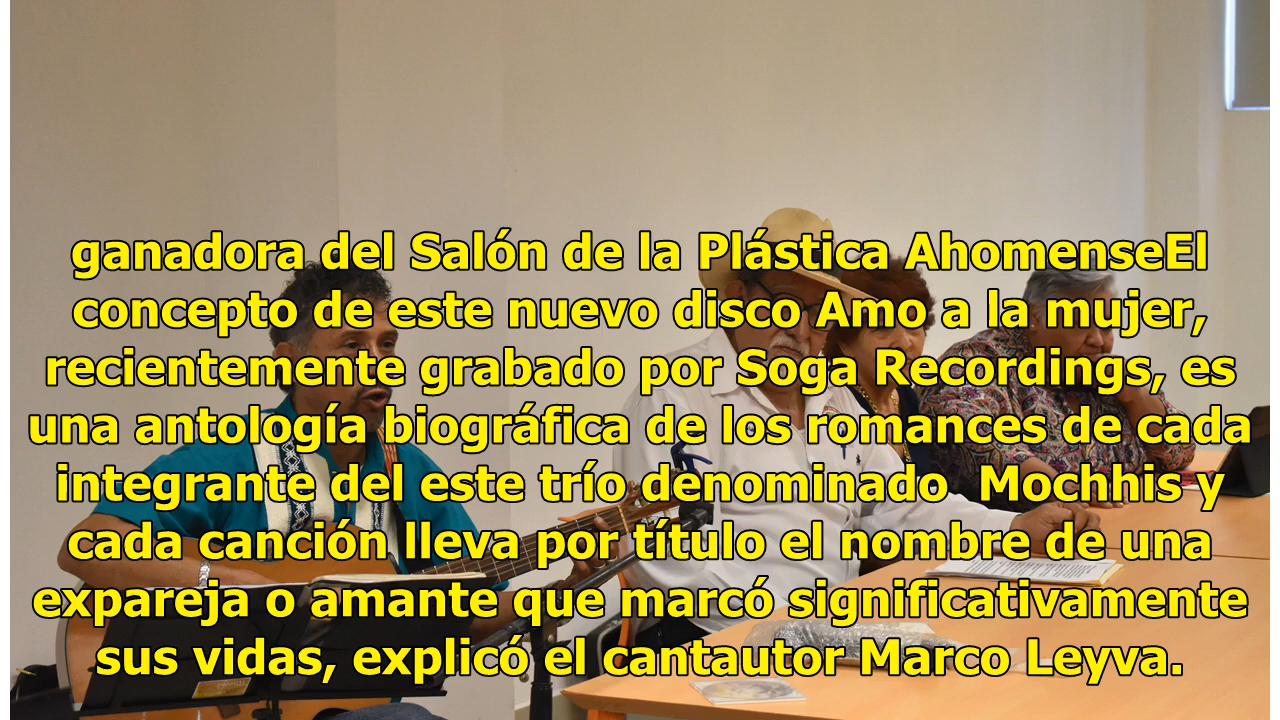 ganadora del Salón de la Plástica AhomenseEl
concepto de este nuevo disco Amo a la mujer,
recientemente grabado por Soga Recordings, es
una antología biográfica de los romances de cada
integrante del este trío denominado  Mochhis y
cada canción lleva por título el nombre de una
expareja o amante que marcó significativamente
sus vidas, explicó el cantautor Marco Leyva.